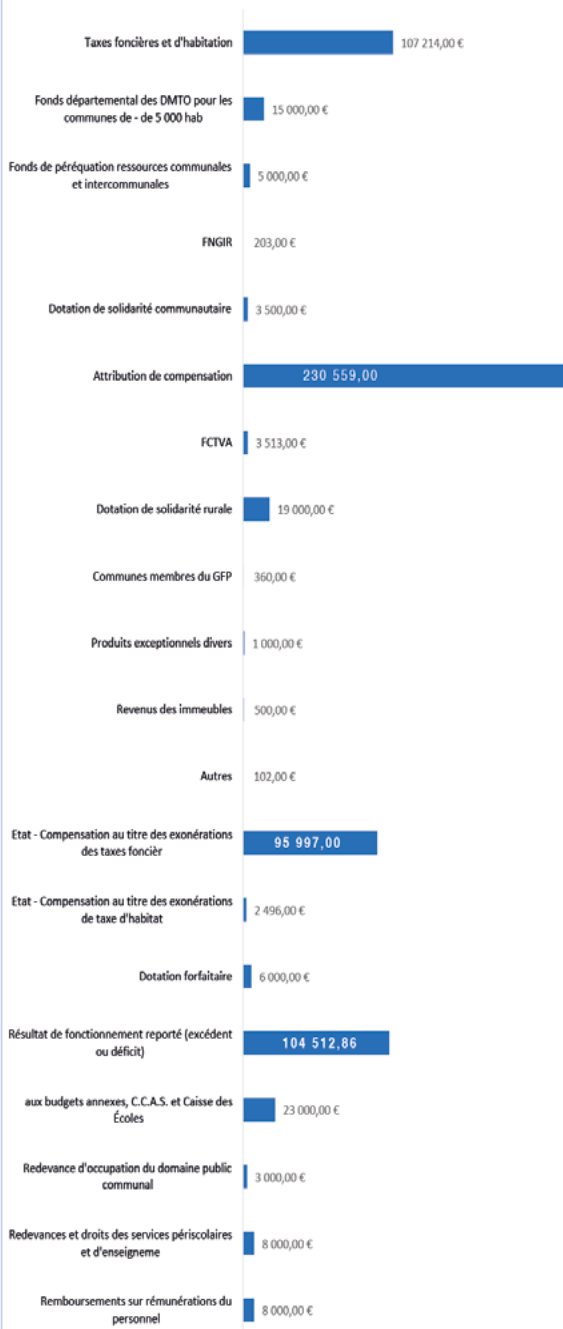 Taxes foncières et d'habitation
107 214,00 €
Fonds départemental des DMTO pour les
communes de - de 5 000 hab
15 000,00 €
Fonds de péréquation ressources communales
et intercommunales
5 000,00 €
FNGIR
203,00 €
Dotation de solidarité communautaire
3 500,00 €
Attribution de compensation
230 559,00
FCTVA
3 513,00 €
Dotation de solidarité rurale
19 000,00 €
Communes membres du GFP
360,00 €
Produits exceptionnels divers
1 000,00 €
Revenus des immeubles
500,00 €
Autres
102,00 €
Etat - Compensation au titre des exonérations
des taxes foncièr
95 997,00
Etat - Compensation au titre des exonérations
de taxe d'habitat
2 496,00 €
Dotation forfaitaire
6 000,00 €
Résultat de fonctionnement reporté (excédent
ou déficit)
104 512,86
aux budgets annexes, C.C.A.S. et Caisse des
Écoles
23 000,00 €
Redevance d'occupation du domaine public
communal
3 000,00 €
Redevances et droits des services périscolaires
et d'enseigneme
8 000,00 €
Remboursements sur rémunérations du
personnel
8 000,00 €